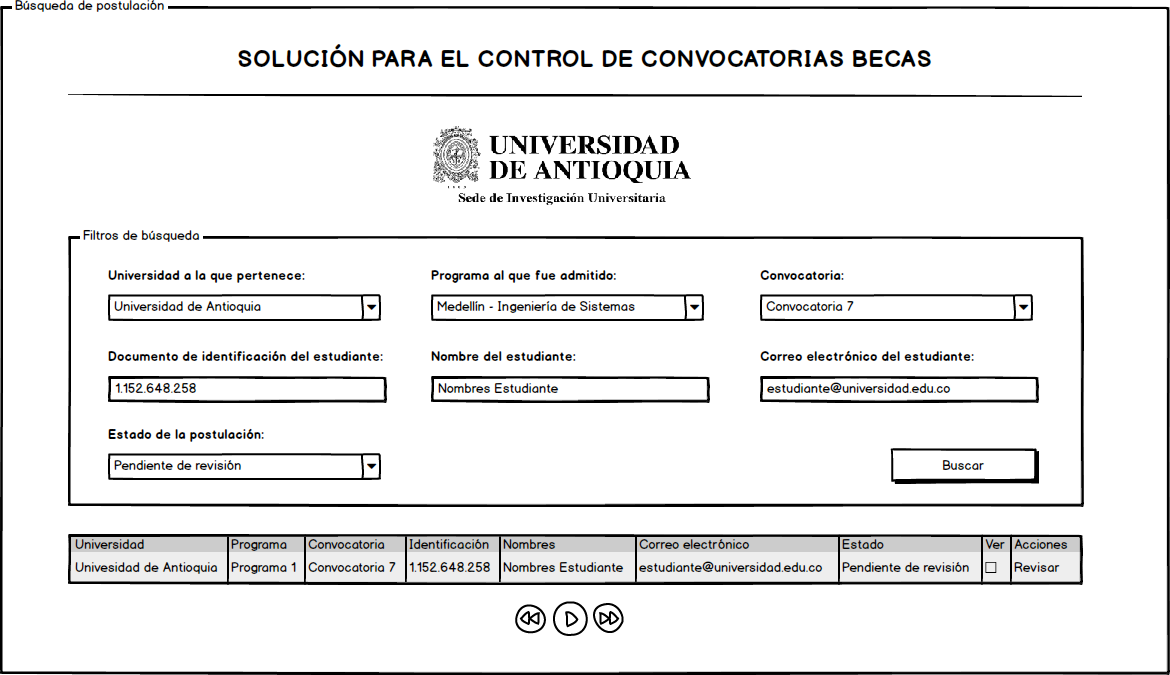 Búsqueda de postulación
SOLUCIÓN PARA EL CONTROL DE CONVOCATORIAS BECAS
UNIVERSIDAD
DE ANTIOQUIA
Sede de Investigación Universitaria
Filtros de búsqueda
Universidad a la que pertenece: Programa al que fue admitido: Convocatoria:
Universidad de Antioquia Medellín - Ingeniería de Sistemas Convocatoria 7
Documento de identificación del estudiante: Nombre del estudiante: Correo electrónico del estudiante:
1.152.648.258 Nombres Estudiante estudiante@universidad.edu.co
Estado de la postulación:
Pendiente de revisión Buscar
Universidad Programa Convocatoria Identificación Nombres Correo electrónico Estado Ver Acciones
Univesidad de Antioquia Programa 1 Convocatoria 7 1.152.648.258 Nombres Estudiante estudiante@universidad.edu.co Pendiente de revisión Revisar